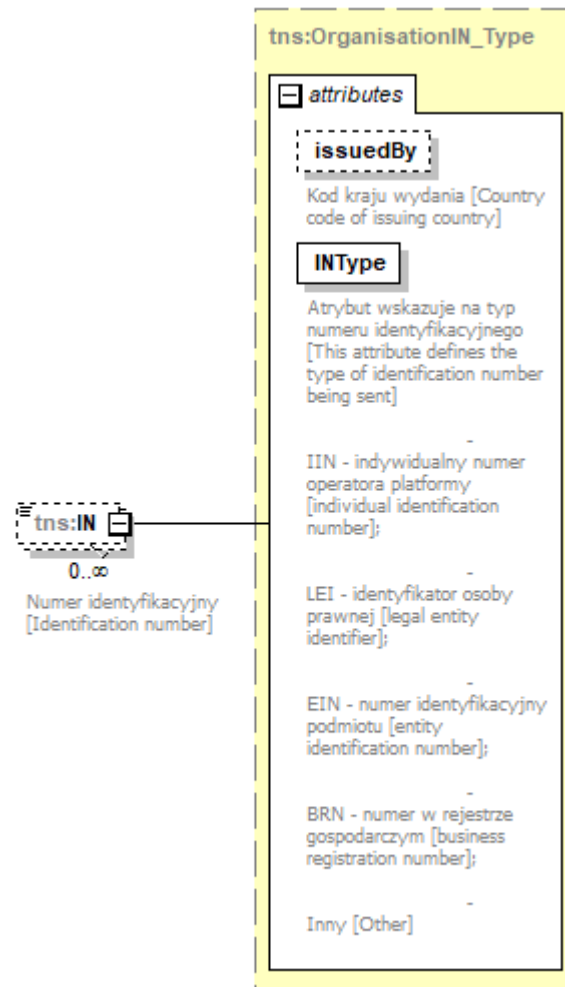 tns:OrganisationIN_Type
attributes
issuedBy
Kod kraju wydania [Country
code of issuing country]
INType
Atrybut wskazuje na typ
numeru identyfikacyjnego
[This attribute defines the
type of identification number
being sent]
-
IIN - indywidualny numer
operatora platformy
[individual identification
number];
-
LEI - identyfikator osoby
prawnej [legal entity
identifier];
-
EIN - numer identyfikacyjny
podmiotu [entity
identification number];
-
BRN - numer w rejestrze
gospodarczym [business
registration number];
-
Inny [Other]
tns:IN
0..∞
Numer identyfikacyjny
[Identification number]